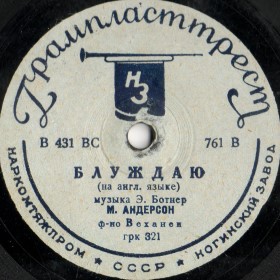 Грампласттрест
НЗ
В 431 ВС 761 В
БЛУЖДАЮ
(на англ. языке)
музыка Э. Ботнер
М. АНДЕРСОН
ф-но Веханен
грк 321
НАРКОМТЯЖПРОМ ★ СССР ★ НОГИНСКИЙ ЗАВОД